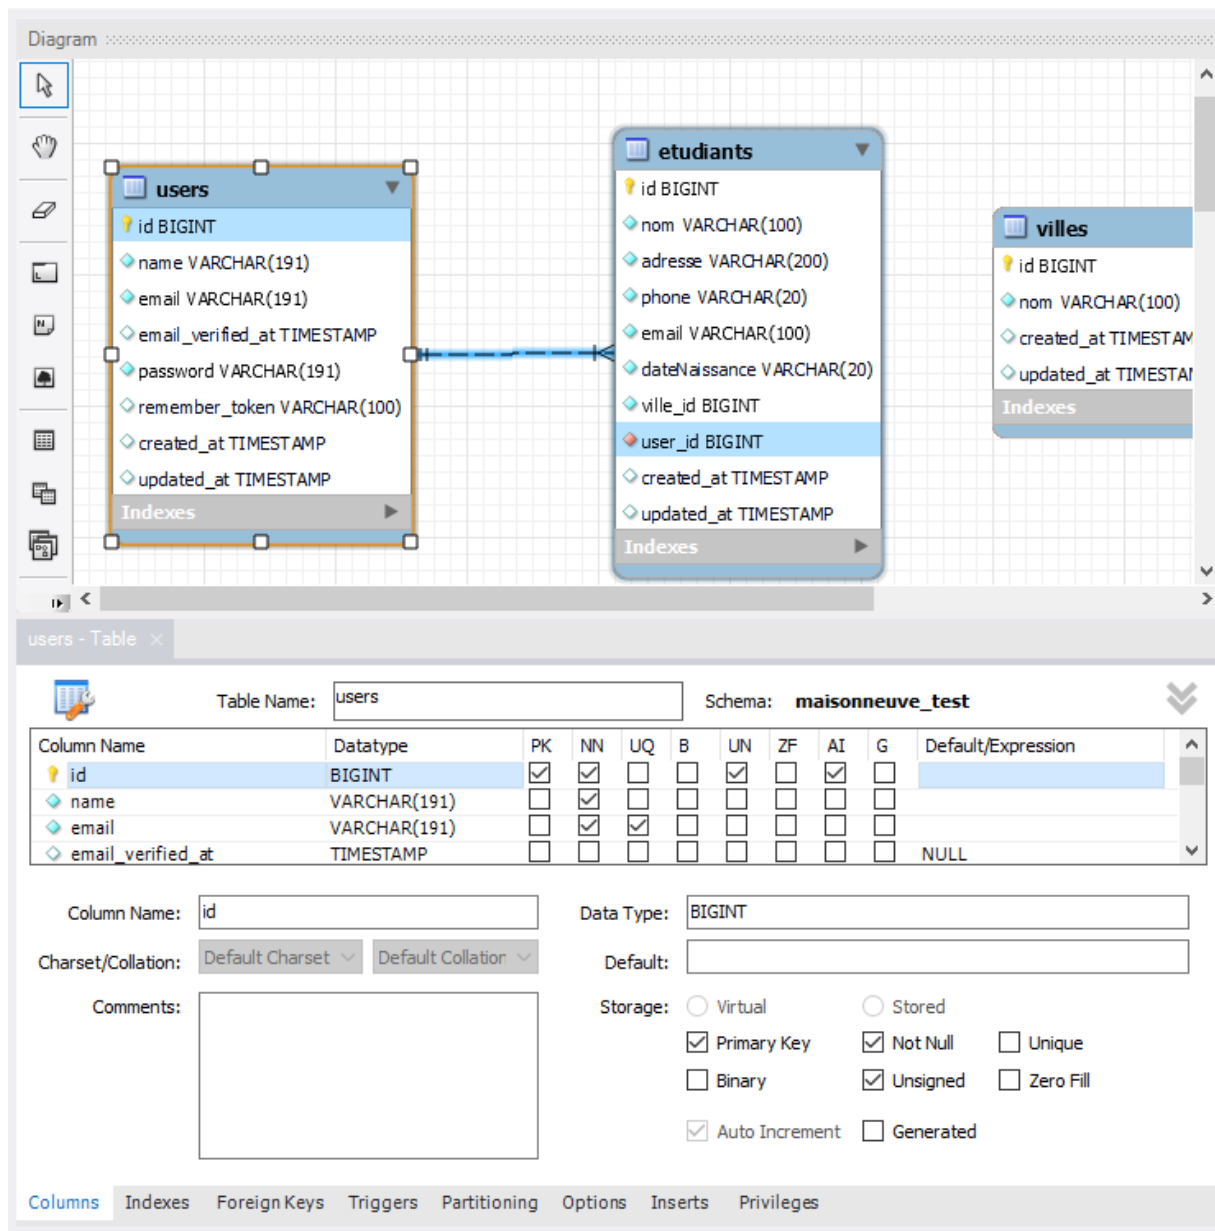 Diagram
users
id BIGINT
name VARCHAR(191)
email VARCHAR(191)
email_verified_at TIMESTAMP
password VARCHAR(191)
remember_token VARCHAR(100)
created_at TIMESTAMP
updated_at TIMESTAMP
Indexes
etudiants
id BIGINT
nom VARCHAR(100)
adresse VARCHAR(200)
phone VARCHAR(20)
email VARCHAR(100)
dateNaissance VARCHAR(20)
ville_id BIGINT
user_id BIGINT
created_at TIMESTAMP
updated_at TIMESTAMP
Indexes
villes
id BIGINT
nom VARCHAR(100)
created_at TIMESTAM
updated_at TIMESTA
Indexes
users - Table
Table Name: users Schema: maisonneuve_test
Column Name Datatype PK NN UQ B UN ZF AI G Default/Expression
id BIGINT
name VARCHAR(191)
email VARCHAR(191)
email_verified_at TIMESTAMP NULL
Column Name: id Data Type: BIGINT
Charset/Collation: Default Charset Default Collation Default:
Comments: Storage: Virtual Stored
Primary Key Not Null Unique
Binary Unsigned Zero Fill
Auto Increment Generated
Columns Indexes Foreign Keys Triggers Partitioning Options Inserts Privileges